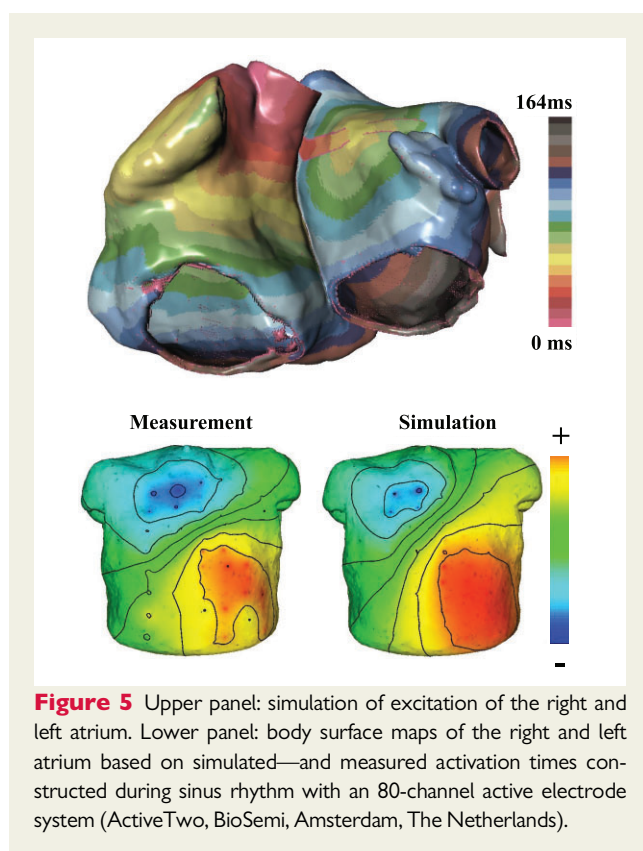 164ms
0 ms
Measurement Simulation
+
-
Figure 5 Upper panel: simulation of excitation of the right and
left atrium. Lower panel: body surface maps of the right and left
atrium based on simulated—and measured activation times con-
structed during sinus rhythm with an 80-channel active electrode
system (ActiveTwo, BioSemi, Amsterdam, The Netherlands).